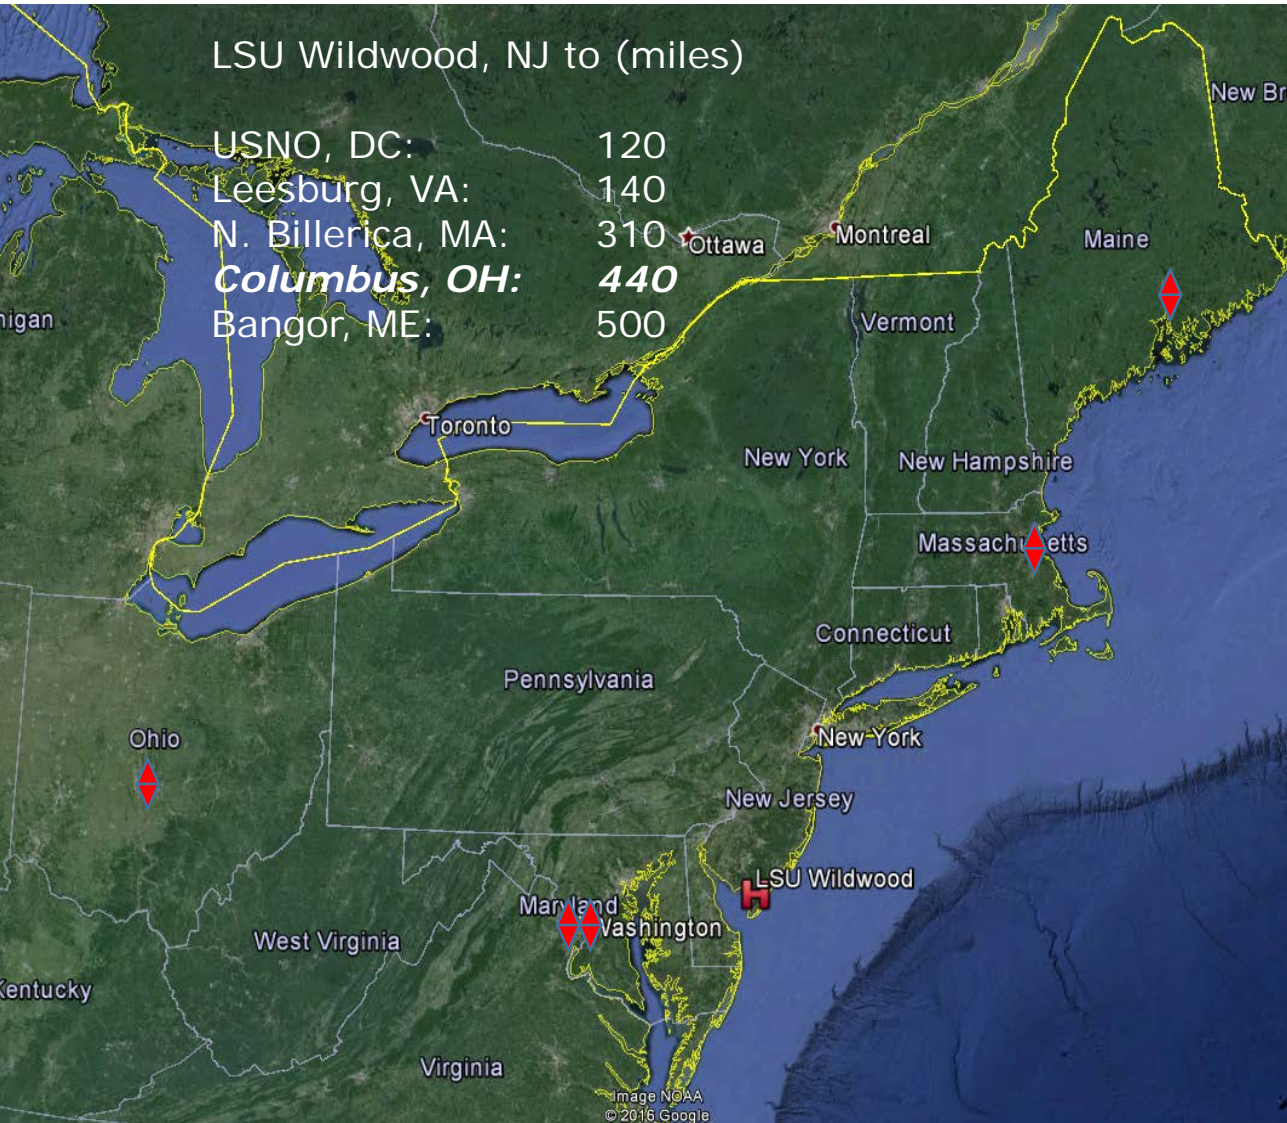 LSU Wildwood, NJ to (miles)
USNO, DC: 120
Leesburg, VA: 140
N. Billerica, MA: 310
Columbus, OH: 440
Bangor, ME: 500
New Br
Ottawa
Montreal
Maine
higan
Vermont
Toronto
New York
New Hampshire
Massachusetts
Connecticut
Pennsylvania
New York
Ohio
New Jersey
LSU Wildwood
H
Maryland
Washington
West Virginia
Kentucky
Virginia
Image NOAA
© 2016 Google